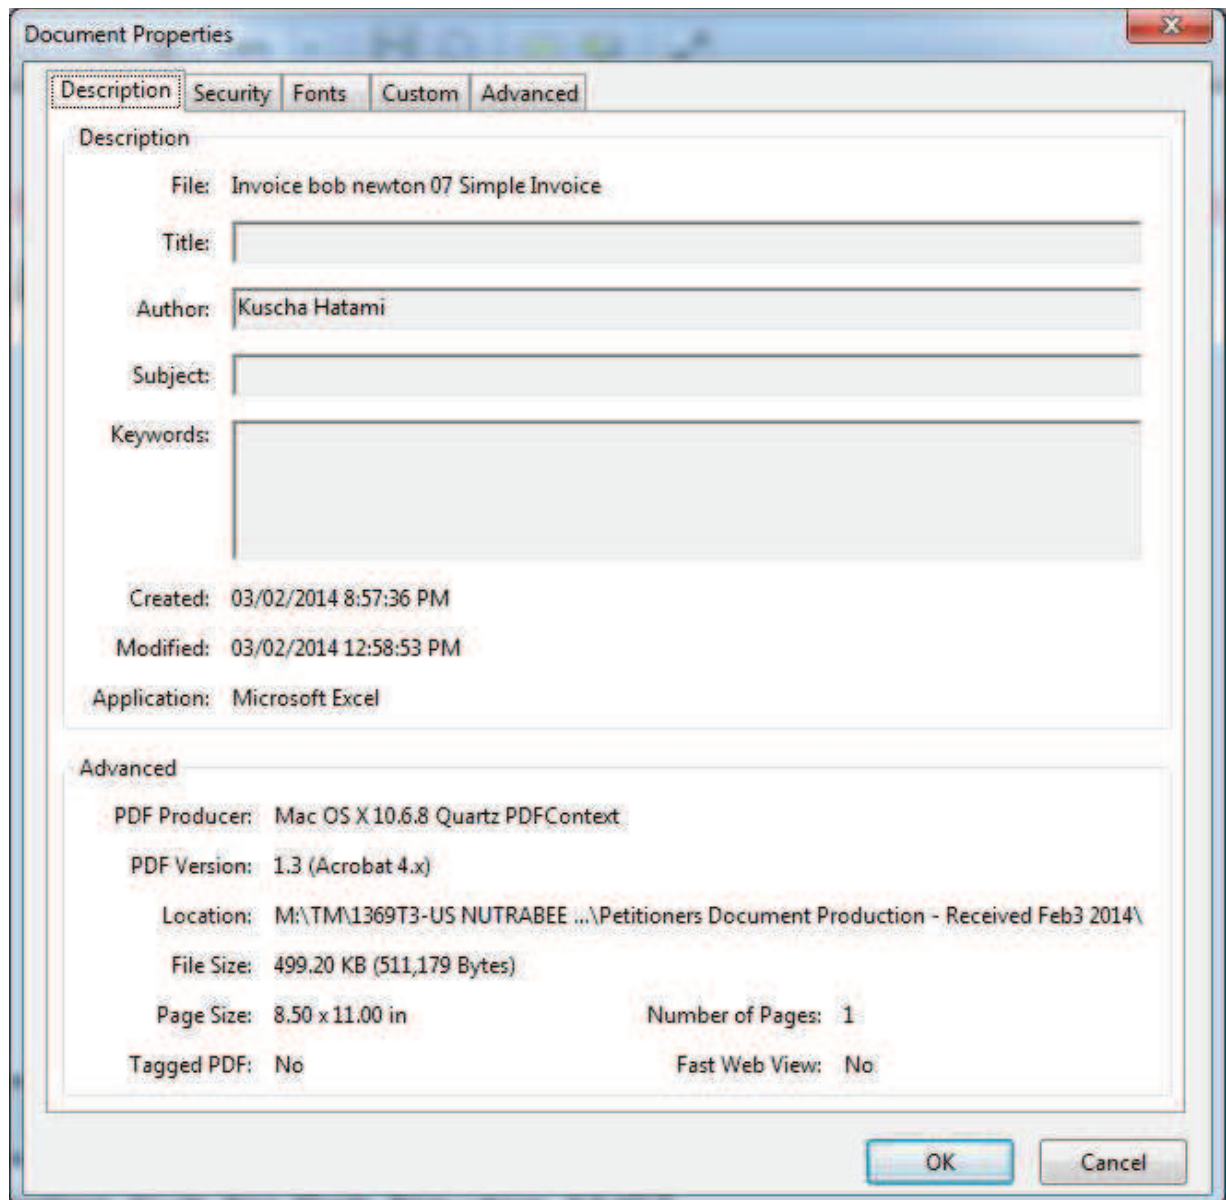 Document Properties
Description Security Fonts Custom Advanced
Description
File: Invoice bob newton 07 Simple Invoice
Title:
Author: Kuscha Hatami
Subject:
Keywords:
Created: 03/02/2014 8:57:36 PM
Modified: 03/02/2014 12:58:53 PM
Application: Microsoft Excel
Advanced
PDF Producer: Mac OS X 10.6.8 Quartz PDFContext
PDF Version: 1.3 (Acrobat 4.x)
Location: M:\TM\1369T3-US NUTRABEE ...\Petitioners Document Production - Received Feb3 2014\
File Size: 499.20 KB (511,179 Bytes)
Page Size: 8.50 x 11.00 in Number of Pages: 1
Tagged PDF: No Fast Web View: No
OK Cancel